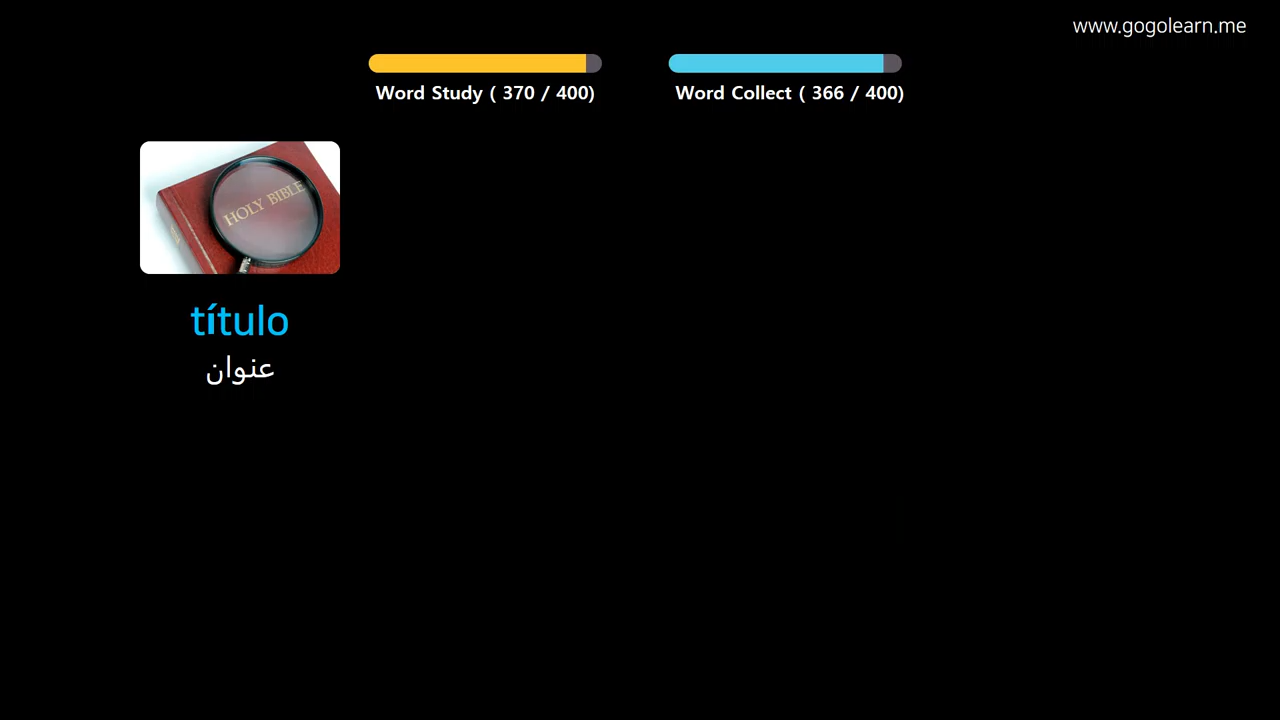 www.gogolearn.me
Word Study ( 370 / 400)
Word Collect ( 366 / 400)
HOLY BIBLE
título
عنوان